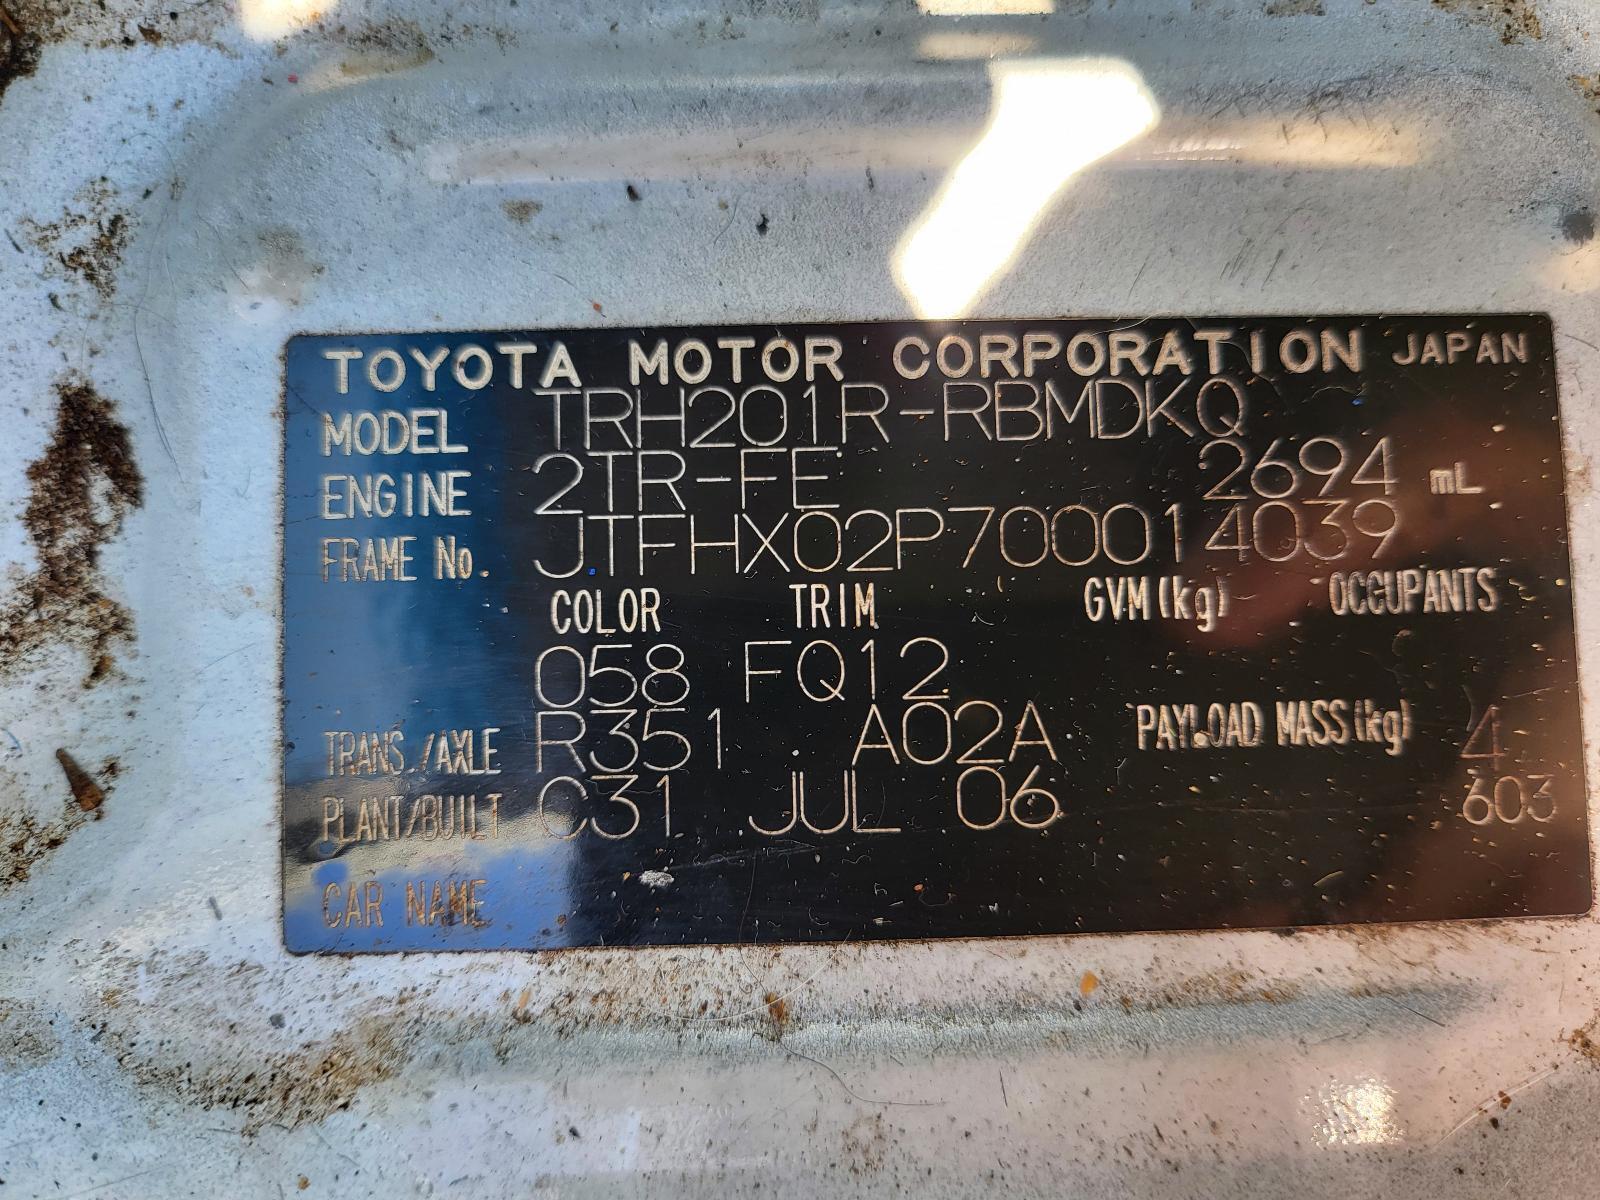 TOYOTA MOTOR CORPORATION JAPAN
MODEL TRH201R-RBMDKQ
ENGINE 2TR-FE 2694 mL
FRAME No. JTFHX02P700014039
COLOR TRIM GVM(kg) OCCUPANTS
058 FQ12
TRANS./AXLE R351 A02A PAYLOAD MASS(kg) 4
PLANT/BUILT C31 JUL 06 603
CAR NAME